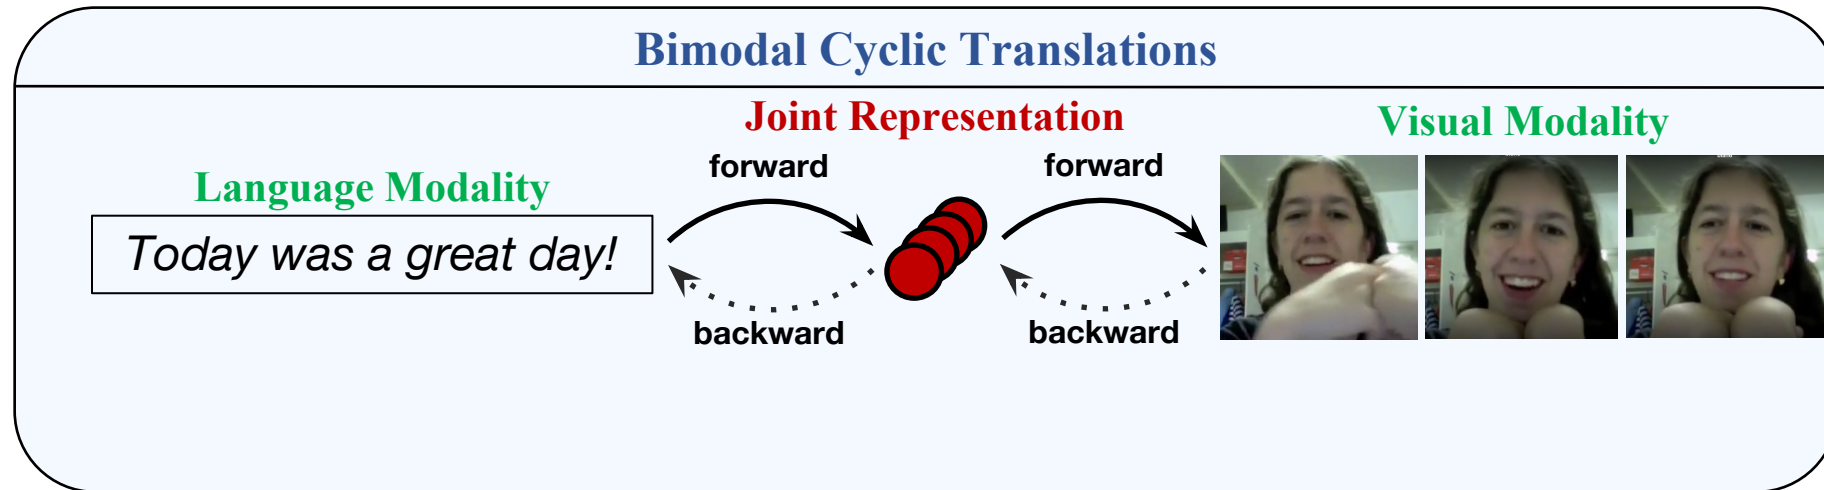 Bimodal Cyclic Translations
Joint Representation
Visual Modality
forward
forward
Language Modality
Today was a great day!
backward
backward